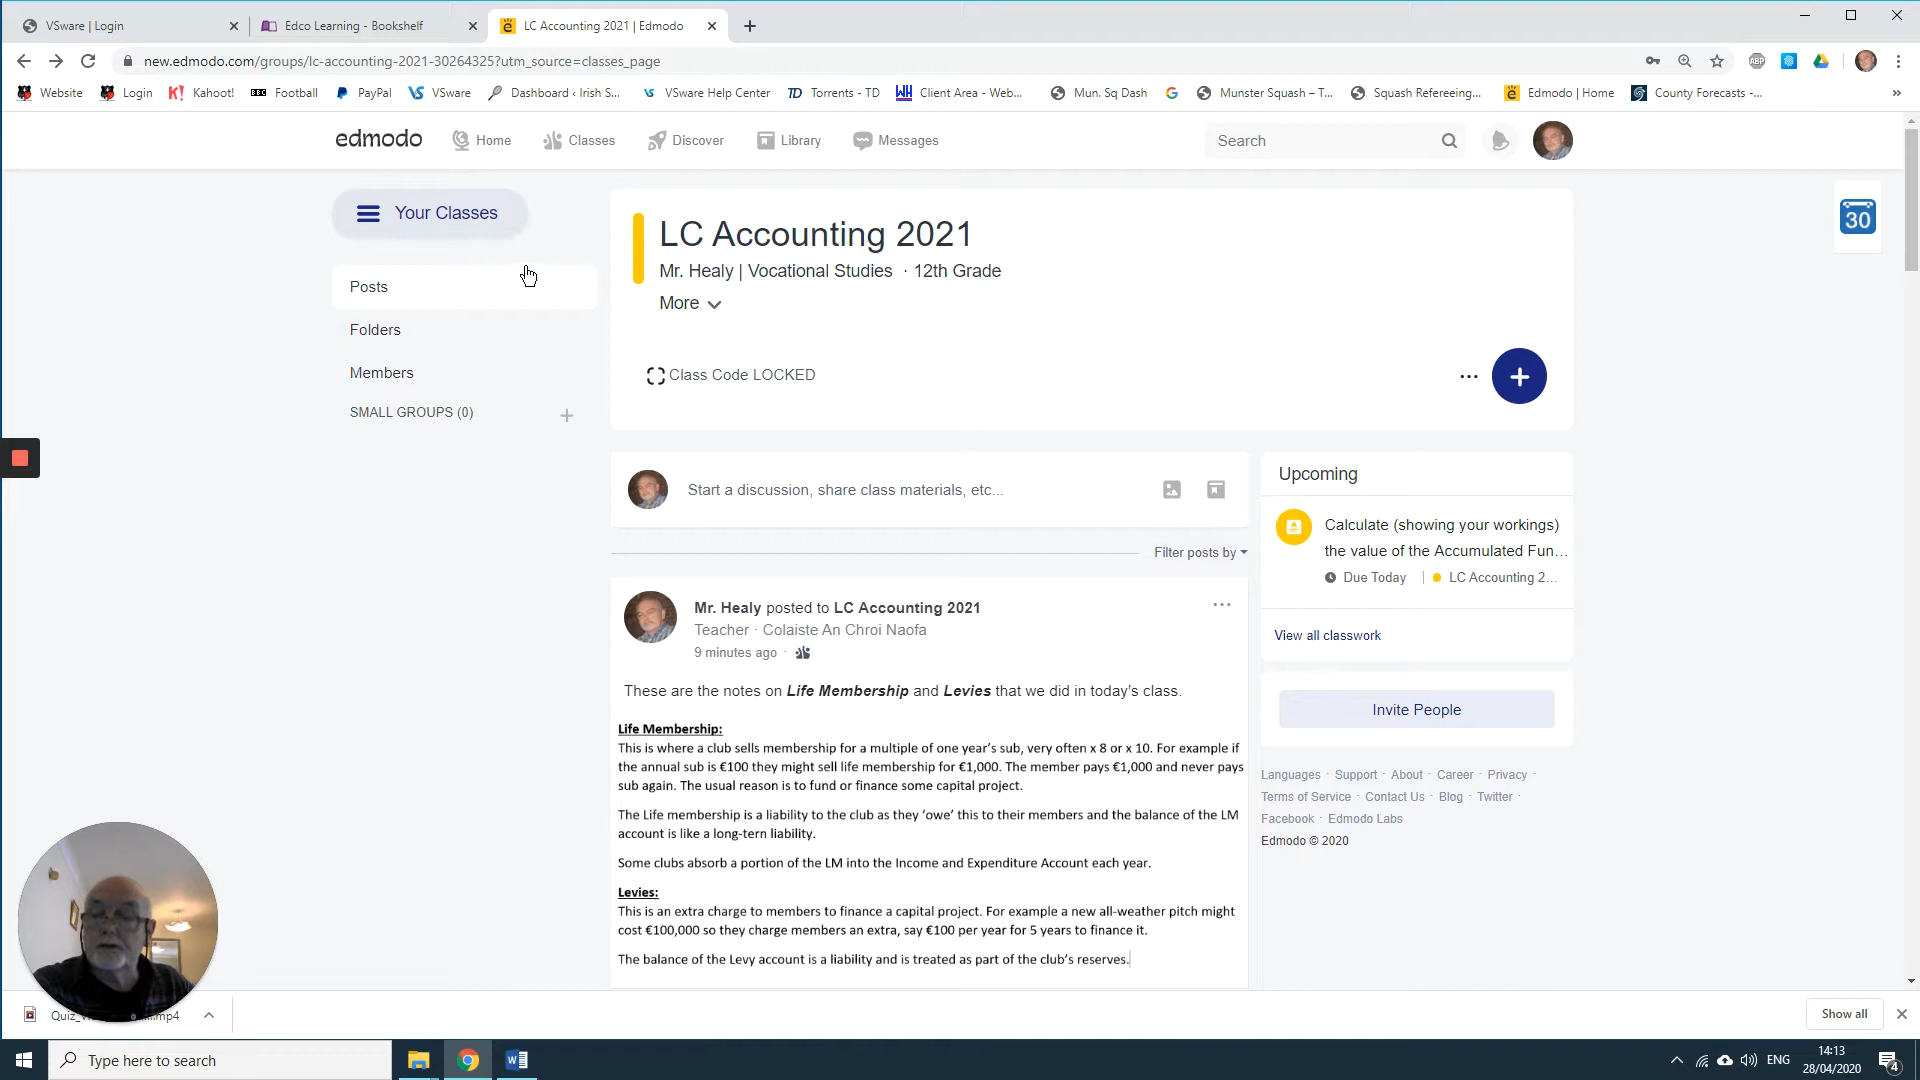 VSware | Login
Edco Learning - Bookshelf
LC Accounting 2021 | Edmodo
new.edmodo.com/groups/lc-accounting-2021-30264325?utm_source=classes_page
ABP
Website
Login
Kahoot!
BBC Football
PayPal
VSware
Dashboard ‹ Irish S...
VSware Help Center
TD Torrents - TD
WH Client Area - Web...
Mun. Sq Dash
G
Munster Squash – T...
Squash Refereeing...
Edmodo | Home
County Forecasts -...
edmodo
Home
Classes
Discover
Library
Messages
Search
Your Classes
Posts
Folders
Members
SMALL GROUPS (0)
LC Accounting 2021
Mr. Healy | Vocational Studies · 12th Grade
More
Class Code LOCKED
30
Start a discussion, share class materials, etc...
Filter posts by
Mr. Healy posted to LC Accounting 2021
Teacher · Colaiste An Chroi Naofa
9 minutes ago ·
These are the notes on Life Membership and Levies that we did in today's class.
Life Membership:
This is where a club sells membership for a multiple of one year's sub, very often x 8 or x 10. For example if
the annual sub is €100 they might sell life membership for €1,000. The member pays €1,000 and never pays
sub again. The usual reason is to fund or finance some capital project.
The Life membership is a liability to the club as they 'owe' this to their members and the balance of the LM
account is like a long-tern liability.
Some clubs absorb a portion of the LM into the Income and Expenditure Account each year.
Levies:
This is an extra charge to members to finance a capital project. For example a new all-weather pitch might
cost €100,000 so they charge members an extra, say €100 per year for 5 years to finance it.
The balance of the Levy account is a liability and is treated as part of the club's reserves.
Upcoming
Calculate (showing your workings)
the value of the Accumulated Fun...
Due Today | LC Accounting 2...
View all classwork
Invite People
Languages · Support · About · Career · Privacy ·
Terms of Service · Contact Us · Blog · Twitter ·
Facebook · Edmodo Labs
Edmodo © 2020
.mp4
Show all
Type here to search
ENG
14:13
28/04/2020
4